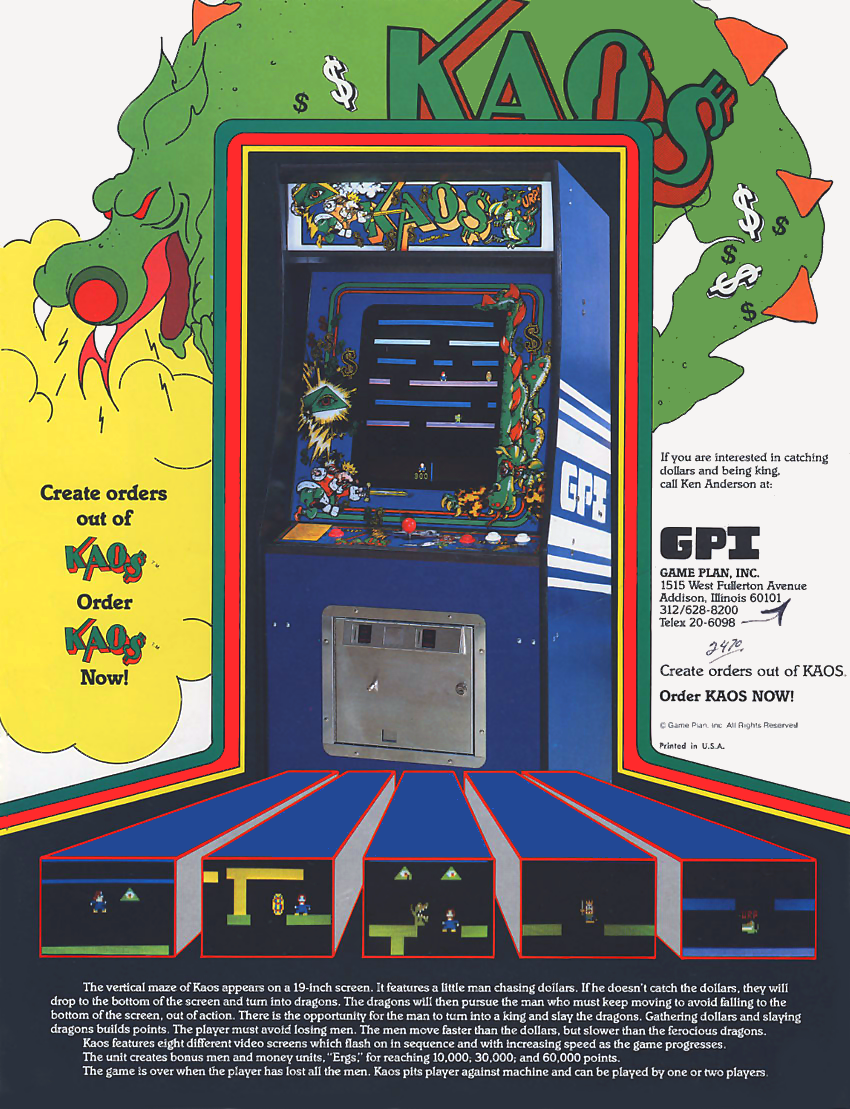 KAOS
$ $
$ $
$ $
$
KAOS
URP!
$
$
300
GPI
Create orders
out of
KAOS™
Order
KAOS™
Now!
If you are interested in catching
dollars and being king,
call Ken Anderson at:
GPI
GAME PLAN, INC.
1515 West Fullerton Avenue
Addison, Illinois 60101
312/628-8200
Telex 20-6098
2470
Create orders out of KAOS.
Order KAOS NOW!
© Game Plan, Inc. All Rights Reserved
Printed in U.S.A.
URP
The vertical maze of Kaos appears on a 19-inch screen. It features a little man chasing dollars. If he doesn't catch the dollars, they will
drop to the bottom of the screen and turn into dragons. The dragons will then pursue the man who must keep moving to avoid falling to the
bottom of the screen, out of action. There is the opportunity for the man to turn into a king and slay the dragons. Gathering dollars and slaying
dragons builds points. The player must avoid losing men. The men move faster than the dollars, but slower than the ferocious dragons.
Kaos features eight different video screens which flash on in sequence and with increasing speed as the game progresses.
The unit creates bonus men and money units, "Ergs," for reaching 10,000; 30,000; and 60,000 points.
The game is over when the player has lost all the men. Kaos pits player against machine and can be played by one or two players.